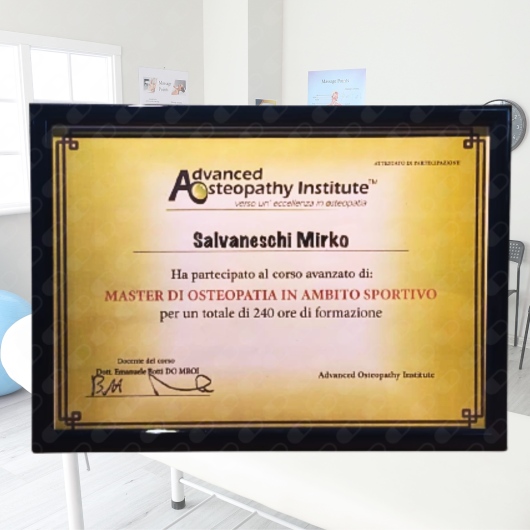 ATTESTATO DI PARTECIPAZIONE
Advanced
Osteopathy Institute™
verso un' eccellenza in osteopatia
Salvaneschi Mirko
Ha partecipato al corso avanzato di:
MASTER DI OSTEOPATIA IN AMBITO SPORTIVO
per un totale di 240 ore di formazione
Docente del corso
Dott. Emanuele Botti DO MROI
Advanced Osteopathy Institute